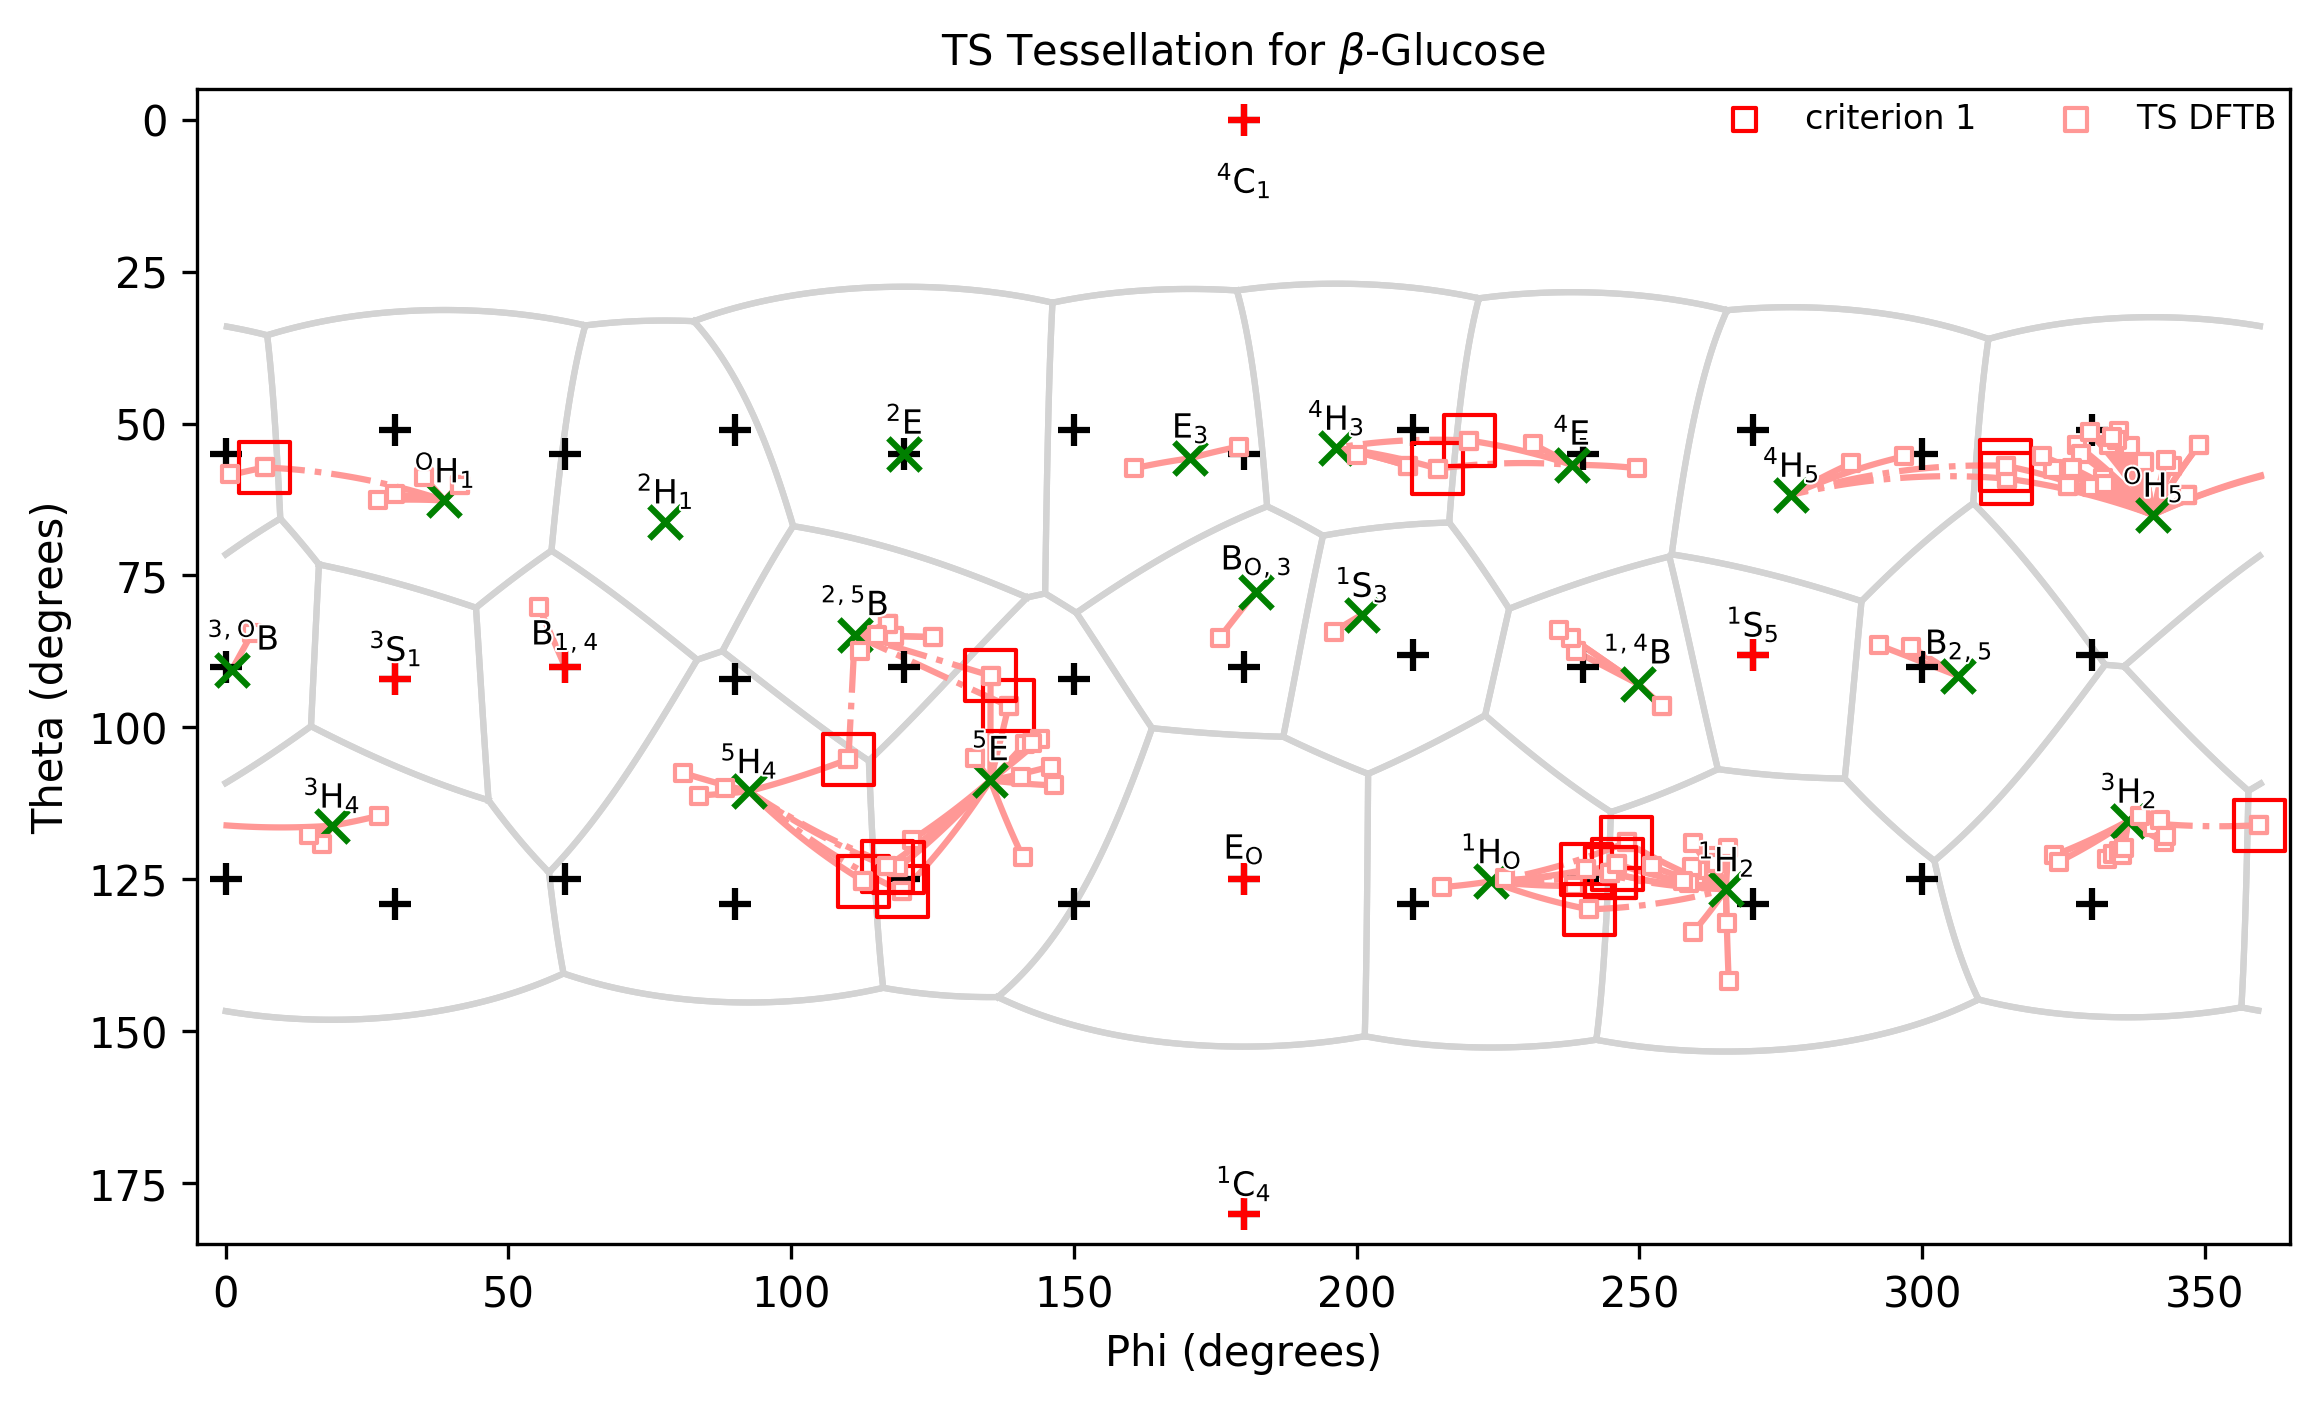 TS Tessellation for β-Glucose
criterion 1
TS DFTB
Theta (degrees)
0
25
50
75
100
125
150
175
⁴C₁
ᴼH₁
²H₁
²E
E₃
⁴H₃
⁴E
⁴H₅
ᴼH₅
³,ᴼB
³S₁
B₁,₄
²,⁵B
B_O,₃
¹S₃
¹,⁴B
¹S₅
B₂,₅
³H₄
⁵H₄
⁵E
E_O
¹H_O
¹H₂
³H₂
¹C₄
0
50
100
150
200
250
300
350
Phi (degrees)